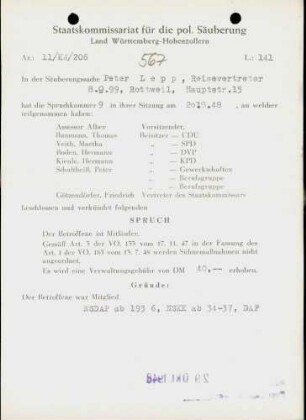 Staatskommissariat für die pol. Säuberung
Land Württemberg-Hohenzollern
Az.: 11/KW/206
567
L.: 141
In der Säuberungssache Peter Lepp, Reisevertreter
8.9.99, Rottweil, Hauptstr.15
hat die Spruchkammer 9 in ihrer Sitzung am 2o1o.48 , an welcher
teilgenommen haben:
Assessor Alber Vorsitzender,
Baumann, Thomas Beisitzer — CDU
Veith, Martha „ — SPD
Boden, Hermann „ — DVP
Kienle, Hermann „ — KPD
Schultheiß, Peter „ — Gewerkschaften
„ — Berufsgruppe
„ — Berufsgruppe
Götzendörfer, Friedrich Vertreter des Staatskommissars
beschlossen und verkündet folgenden
SPRUCH
Der Betroffene ist Mitläufer.
Gemäß Art. 3 der VO. 133 vom 17. 11. 47 in der Fassung des
Art. 1 der VO. 165 vom 13. 7. 48 werden Sühnemaßnahmen nicht
angeordnet.
Es wird eine Verwaltungsgebühr von DM 40,-- erhoben.
Gründe:
Der Betroffene war Mitglied
NSDAP ab 193 6, NSKK ab 34-37, DAF
29 OKT. 1948